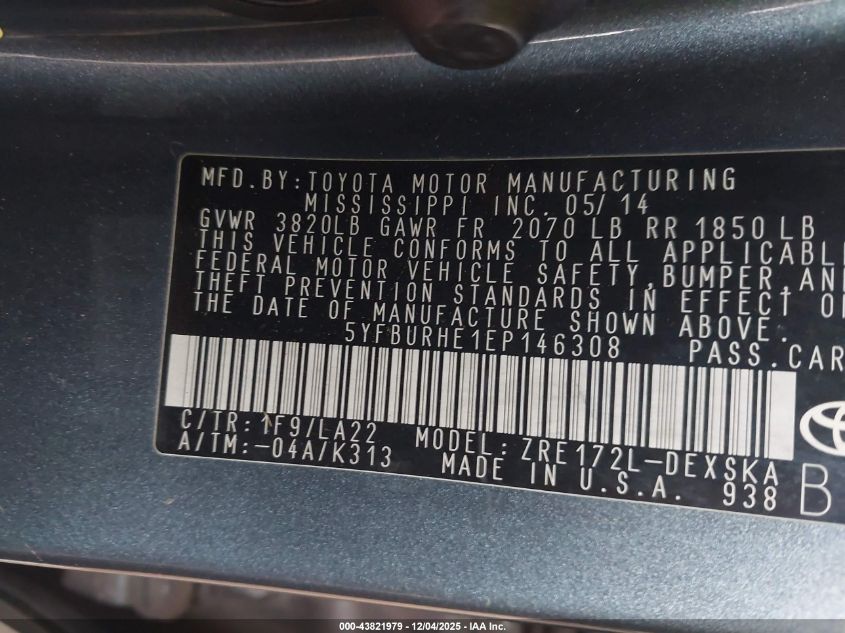 MFD.BY:TOYOTA MOTOR MANUFACTURING
MISSISSIPPI INC. 05/14
GVWR 3820LB GAWR FR 2070 LB RR 1850 LB
THIS VEHICLE CONFORMS TO ALL APPLICABL
FEDERAL MOTOR VEHICLE SAFETY,BUMPER,AN
THEFT PREVENTION STANDARDS IN EFFECT O
THE DATE OF MANUFACTURE SHOWN ABOVE.
5YFBURHE1EP146308 PASS.CAR
C/TR:1F9/LA22 MODEL:ZRE172L-DEXSKA
A/TM:-04A/K313 MADE IN U.S.A. 938 B
000-43821979 - 12/04/2025 - IAA Inc.